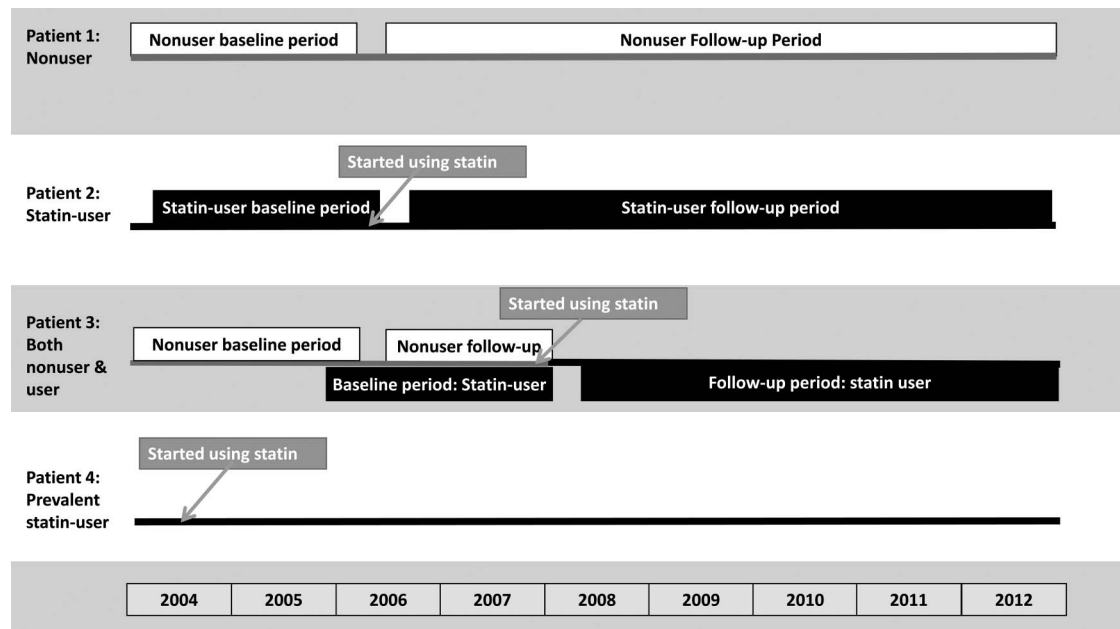 Patient 1:
Nonuser
Nonuser baseline period
Nonuser Follow-up Period
Started using statin
Patient 2:
Statin-user
Statin-user baseline period
Statin-user follow-up period
Started using statin
Patient 3:
Both
nonuser &
user
Nonuser baseline period
Nonuser follow-up
Baseline period: Statin-user
Follow-up period: statin user
Started using statin
Patient 4:
Prevalent
statin-user
2004 2005 2006 2007 2008 2009 2010 2011 2012